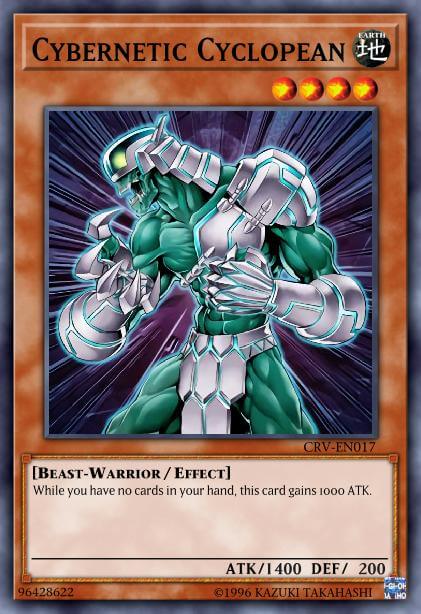 CYBERNETIC CYCLOPEAN
EARTH
地
CRV-EN017
[BEAST-WARRIOR / EFFECT]
While you have no cards in your hand, this card gains 1000 ATK.
ATK/1400 DEF/ 200
96428622
©1996 KAZUKI TAKAHASHI